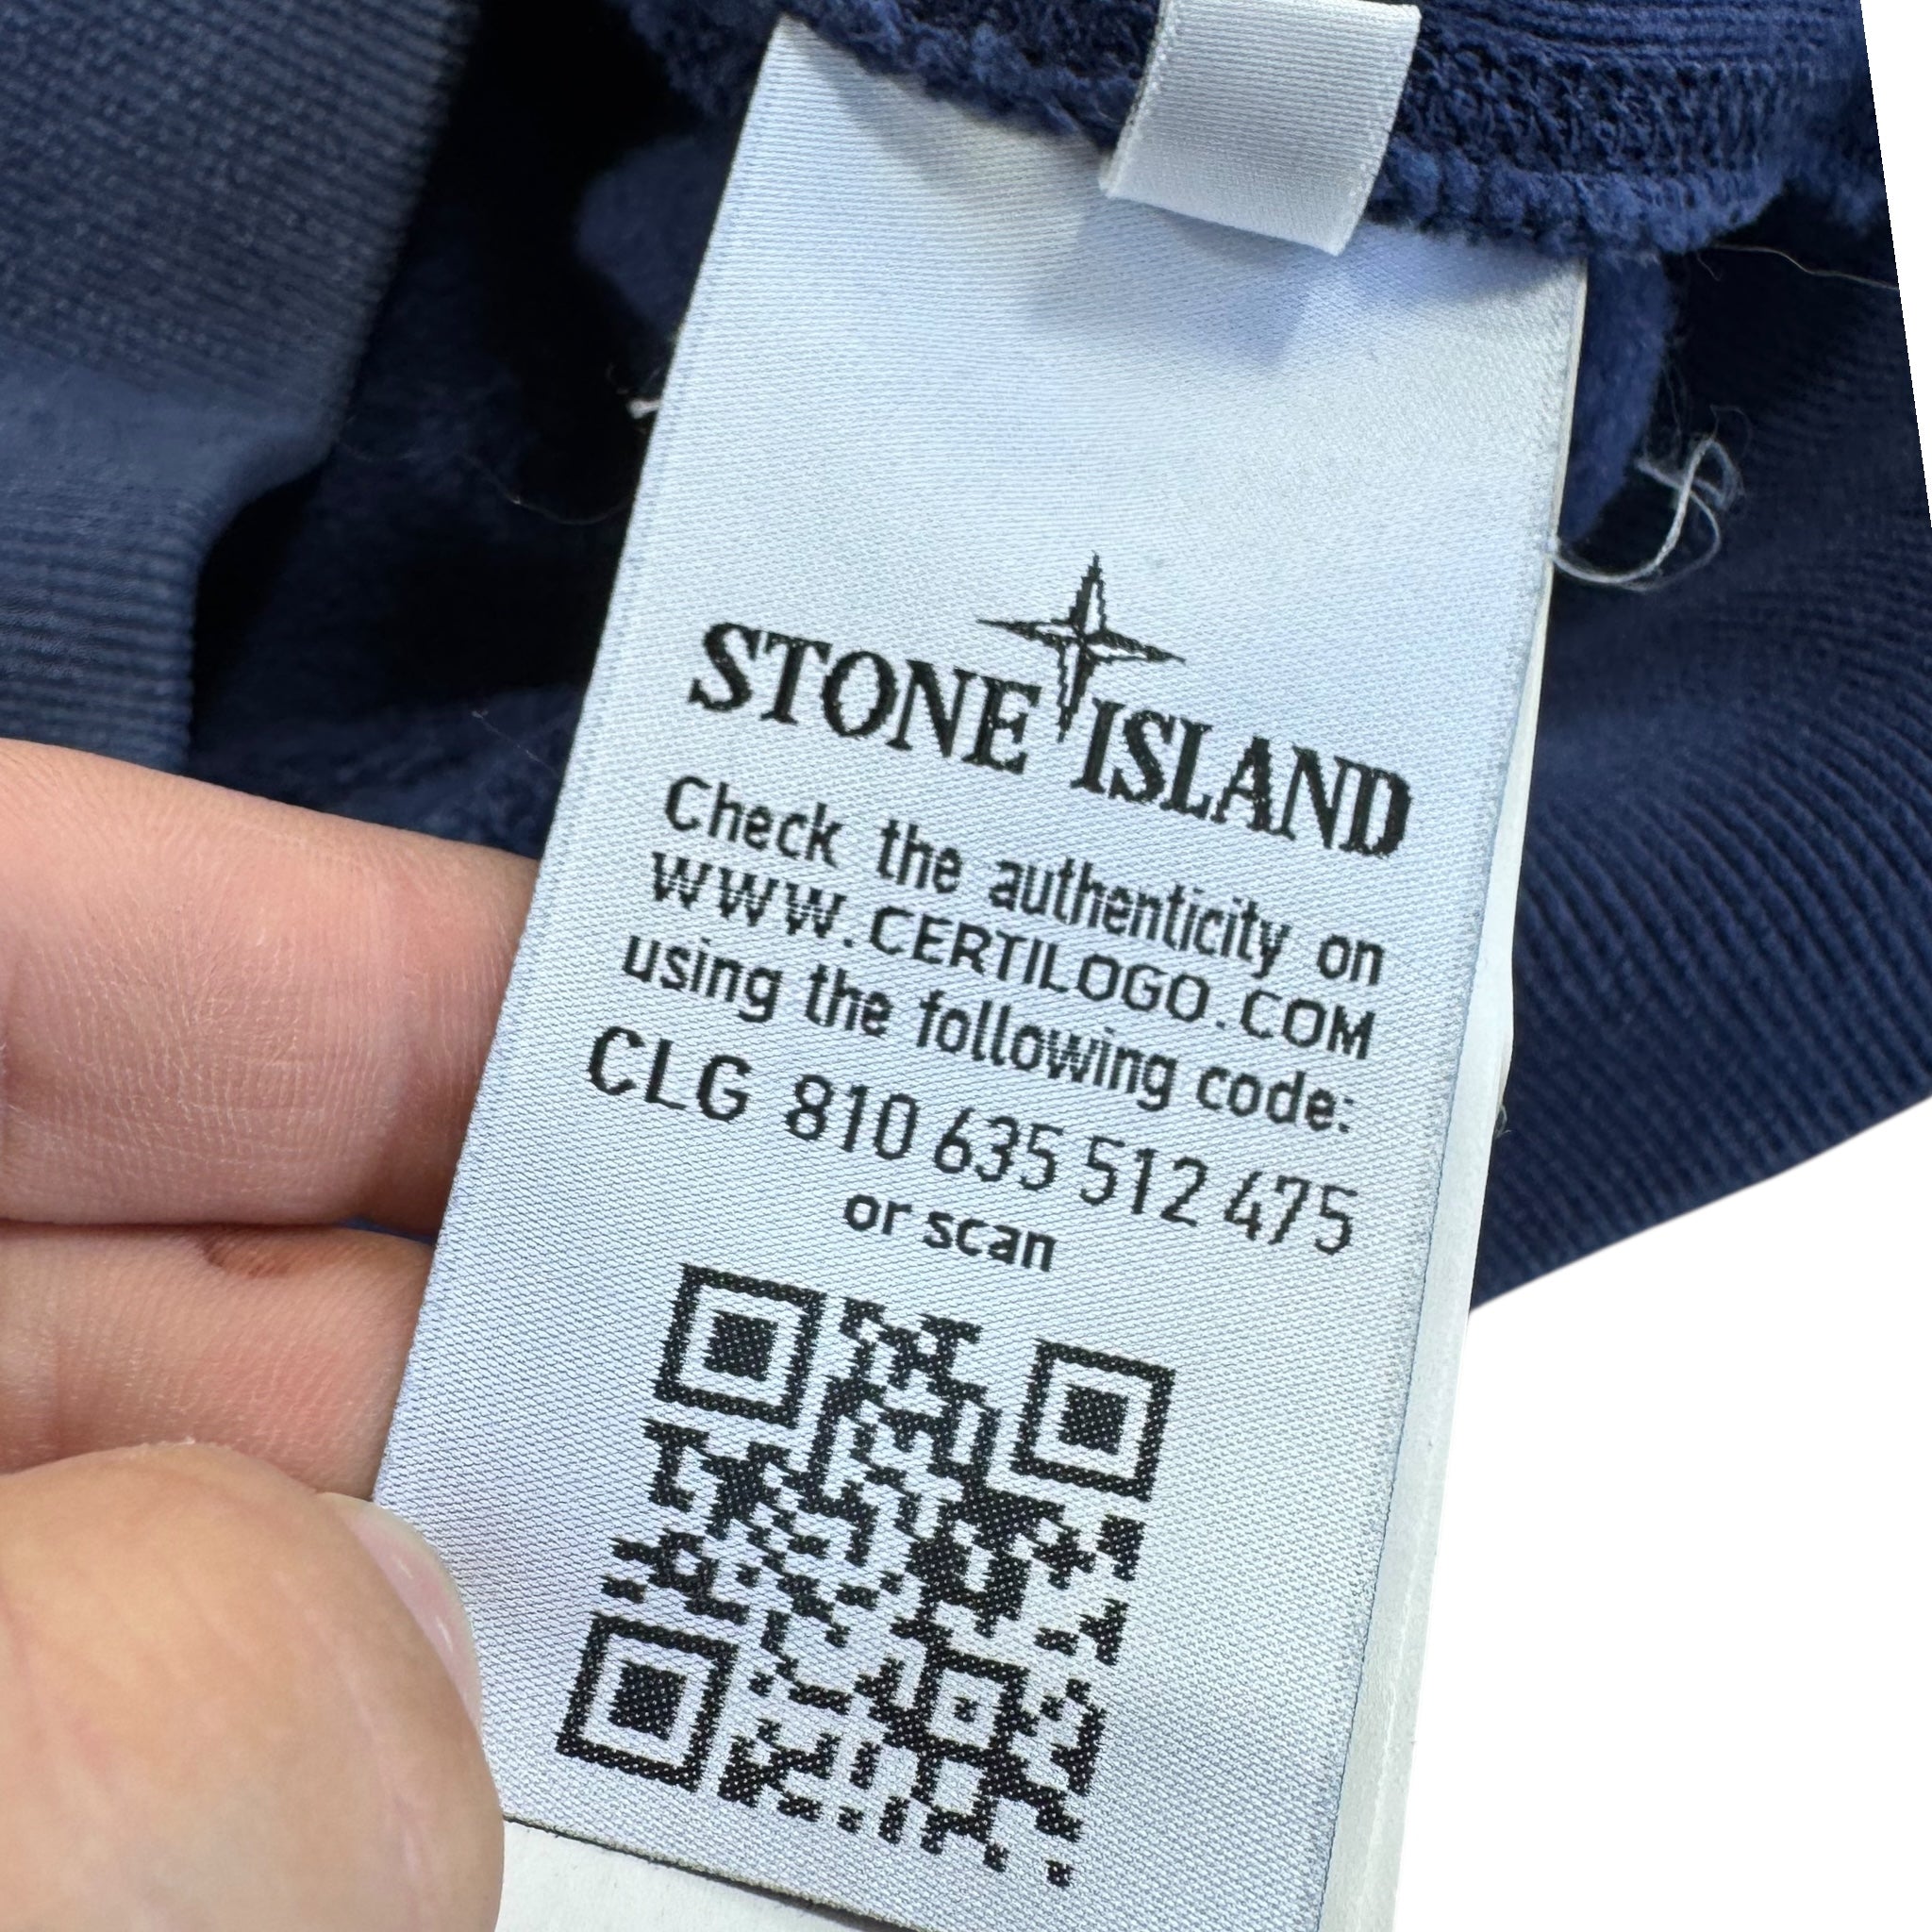 STONE ISLAND
Check the authenticity on
WWW.CERTILOGO.COM
using the following code:
CLG 810 635 512 475
or scan